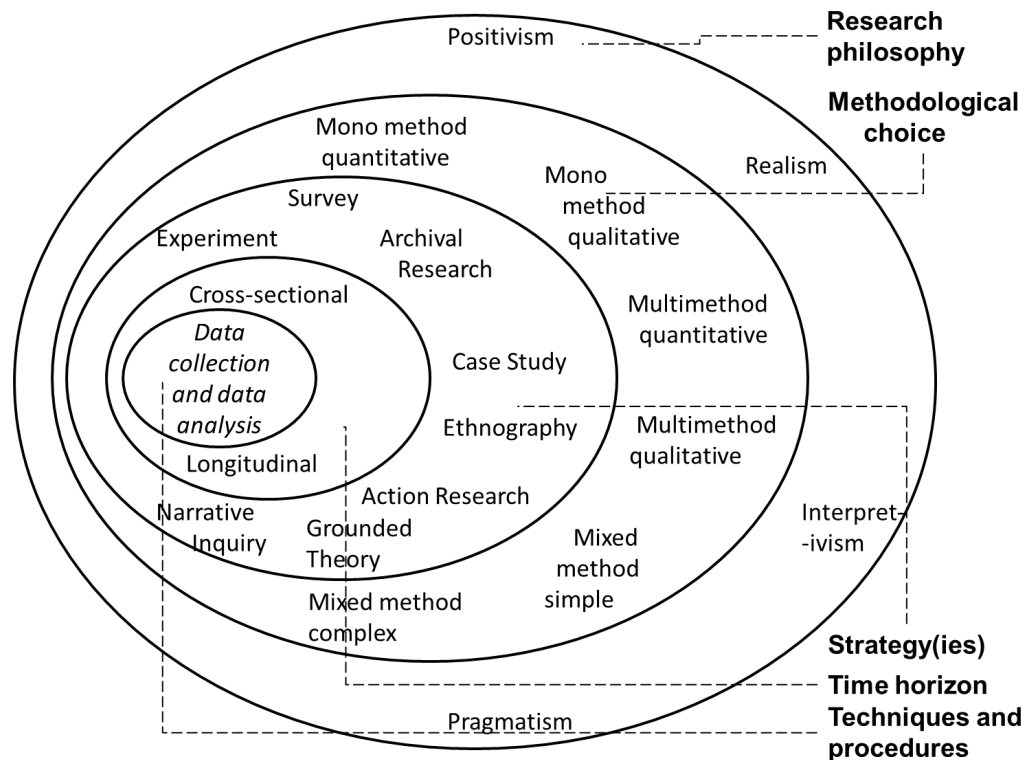 Positivism
Research
philosophy
Methodological
choice
Mono method
quantitative
Realism
Mono
method
qualitative
Survey
Experiment
Archival
Research
Cross-sectional
Multimethod
quantitative
Data
collection
and data
analysis
Case Study
Ethnography
Multimethod
qualitative
Longitudinal
Action Research
Narrative
Inquiry
Grounded
Theory
Interpret-
-ivism
Mixed
method
simple
Mixed method
complex
Strategy(ies)
Time horizon
Pragmatism
Techniques and
procedures